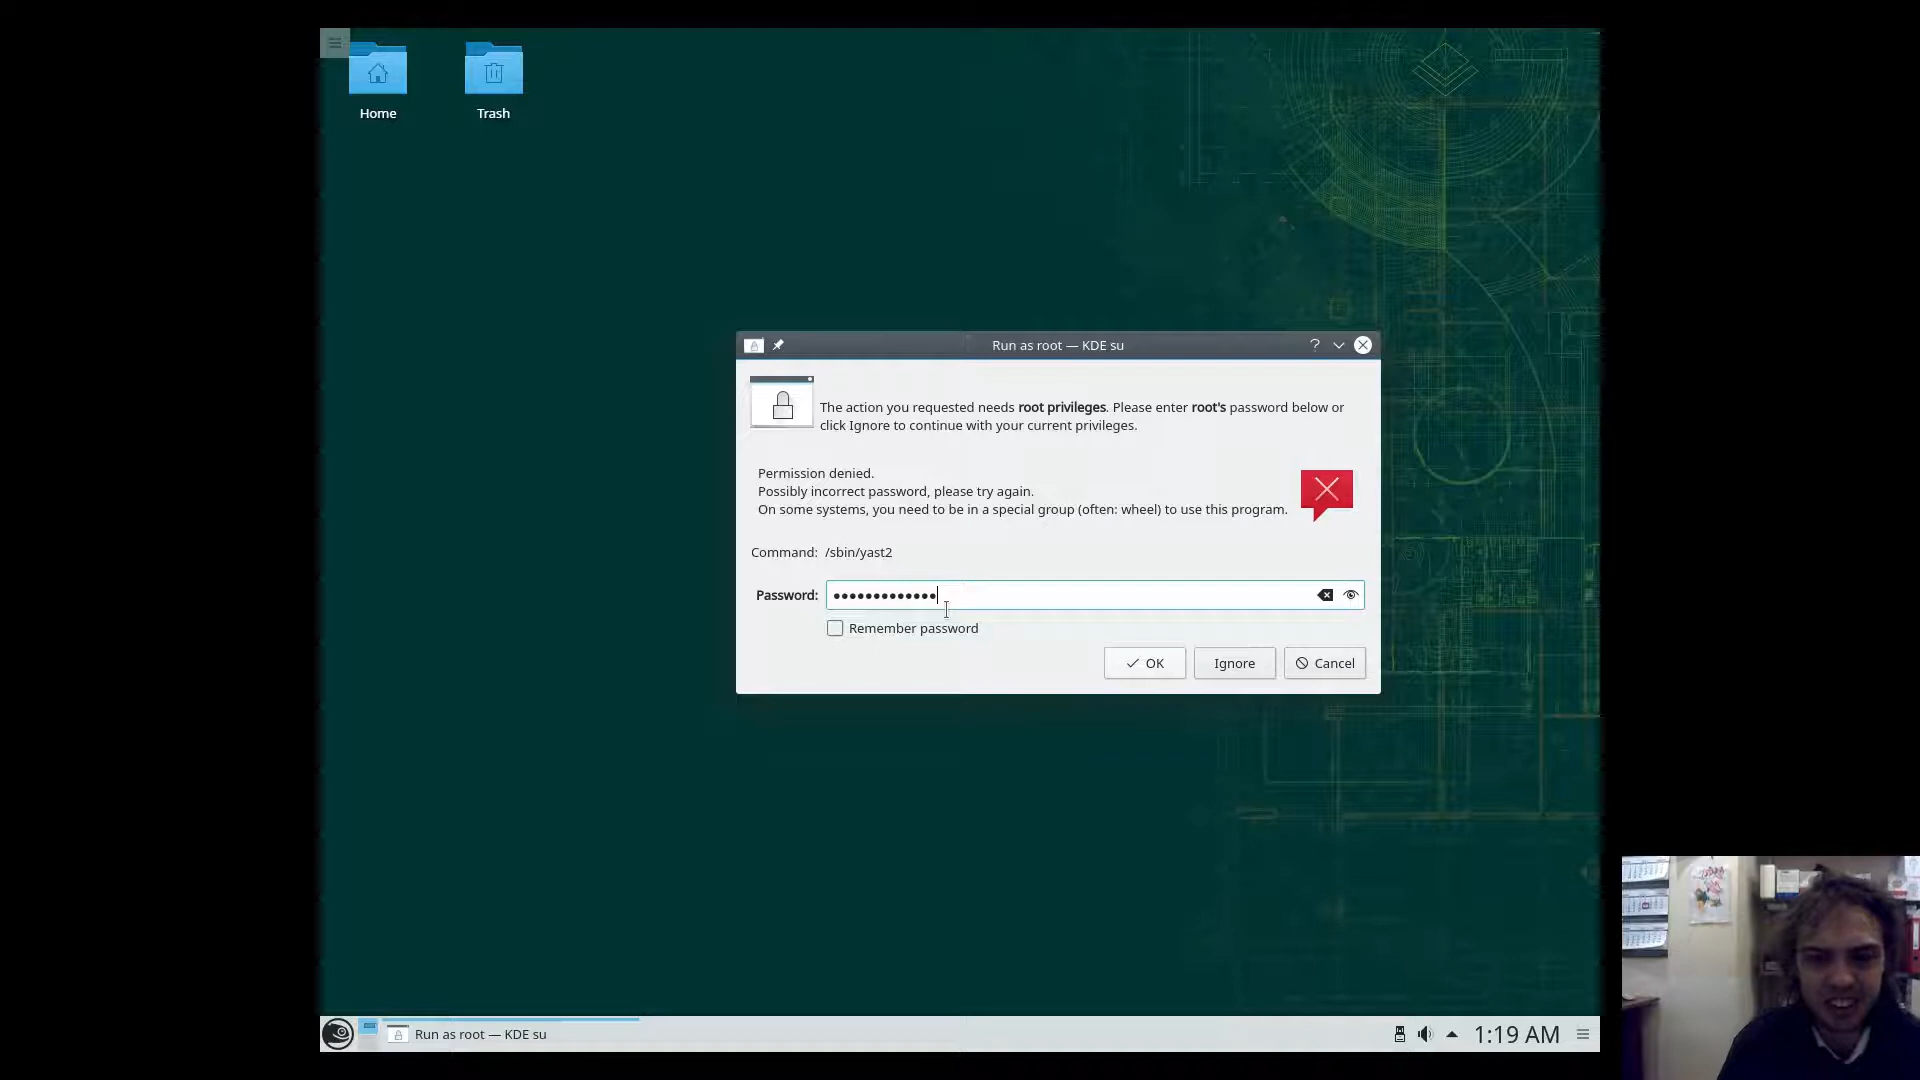 Home
Trash
Run as root — KDE su
The action you requested needs root privileges. Please enter root's password below or
click Ignore to continue with your current privileges.
Permission denied.
Possibly incorrect password, please try again.
On some systems, you need to be in a special group (often: wheel) to use this program.
Command: /sbin/yast2
Password: •••••••••••••
Remember password
OK
Ignore
Cancel
Run as root — KDE su
1:19 AM